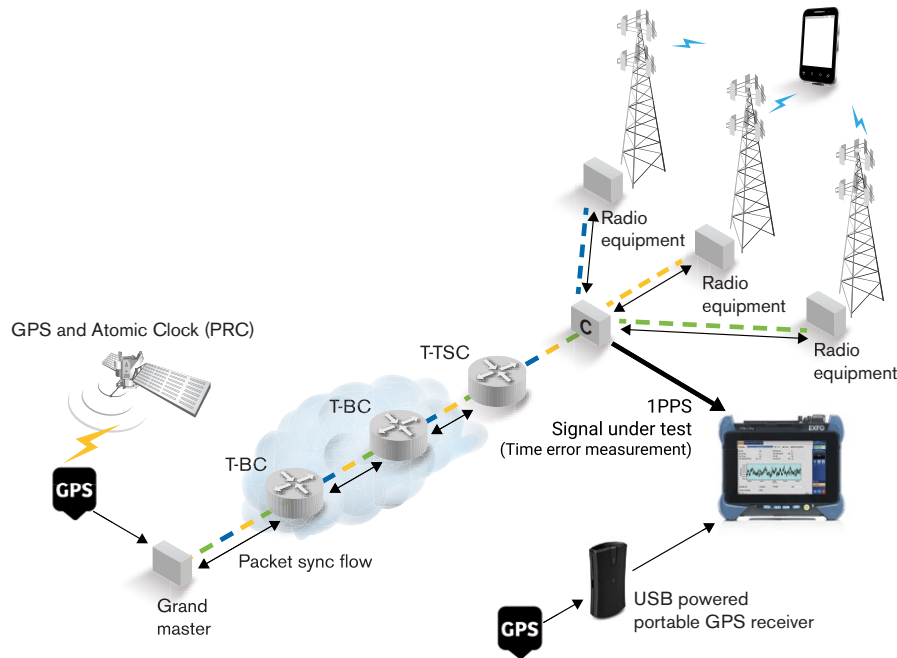 Radio
equipment
Radio
equipment
C
Radio
equipment
GPS and Atomic Clock (PRC)
T-TSC
T-BC
T-BC
1PPS
Signal under test
(Time error measurement)
EXFO
GPS
Packet sync flow
Grand
master
USB powered
portable GPS receiver
GPS